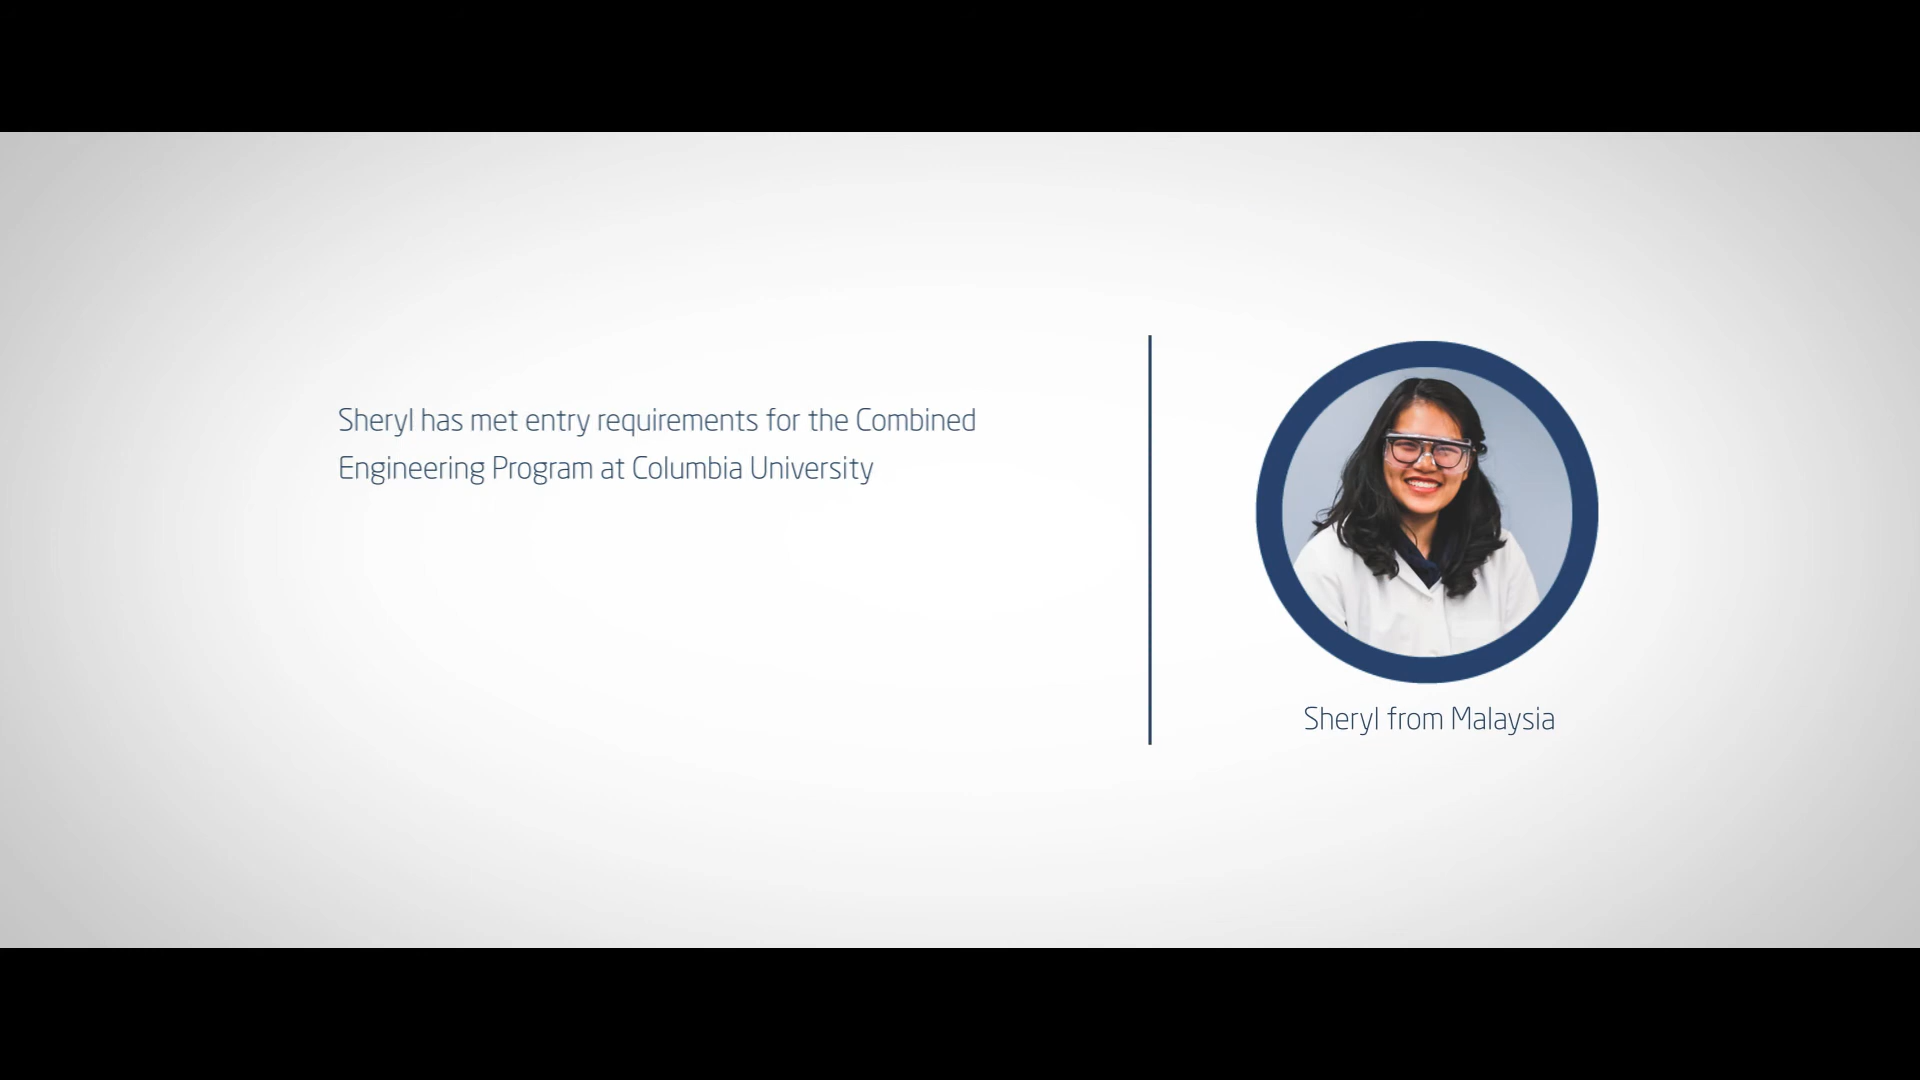 Sheryl has met entry requirements for the Combined
Engineering Program at Columbia University
Sheryl from Malaysia